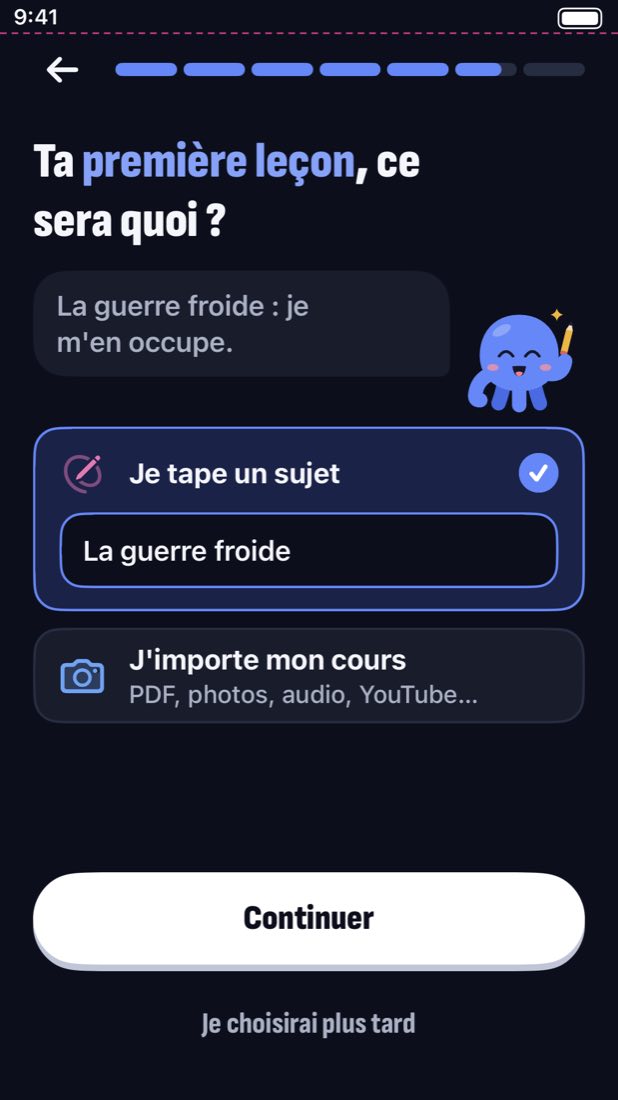 9:41
Ta première leçon, ce
sera quoi ?
La guerre froide : je
m'en occupe.
Je tape un sujet
La guerre froide
J'importe mon cours
PDF, photos, audio, YouTube...
Continuer
Je choisirai plus tard